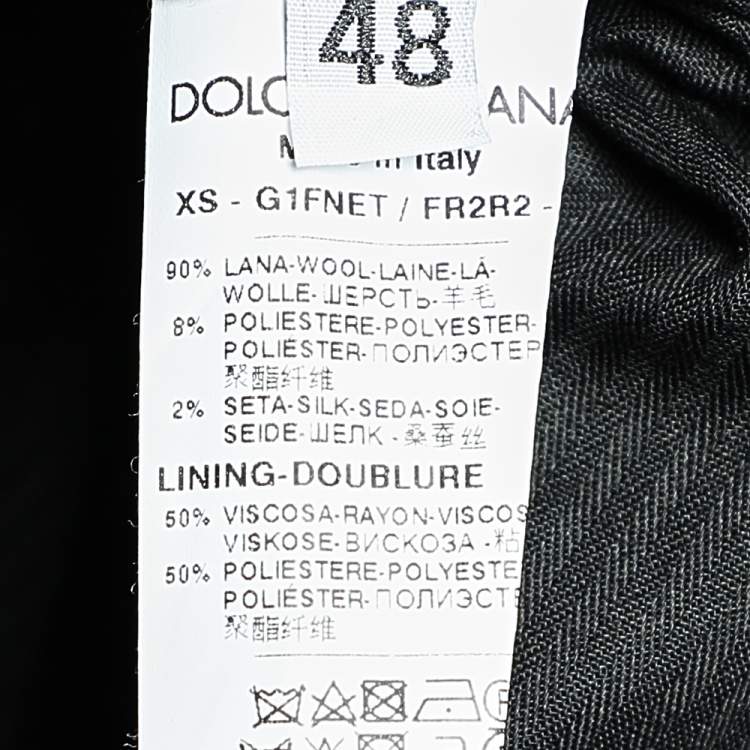 48
DOLC ANA
Italy
XS - G1FNET / FR2R2 -
90% LANA-WOOL-LAINE-LÃ-
WOLLE-ШЕРСТЬ-羊毛
8% POLIESTERE-POLYESTER-
POLIÉSTER-ПОЛИЭСТЕР
聚酯纤维
2% SETA-SILK-SEDA-SOIE-
SEIDE-ШЕЛК-桑蚕丝
LINING-DOUBLURE
50% VISCOSA-RAYON-VISCOS
VISKOSE-ВИСКОЗА-粘
50% POLIESTERE-POLYESTE
POLIÉSTER-ПОЛИЭСТ
聚酯纤维